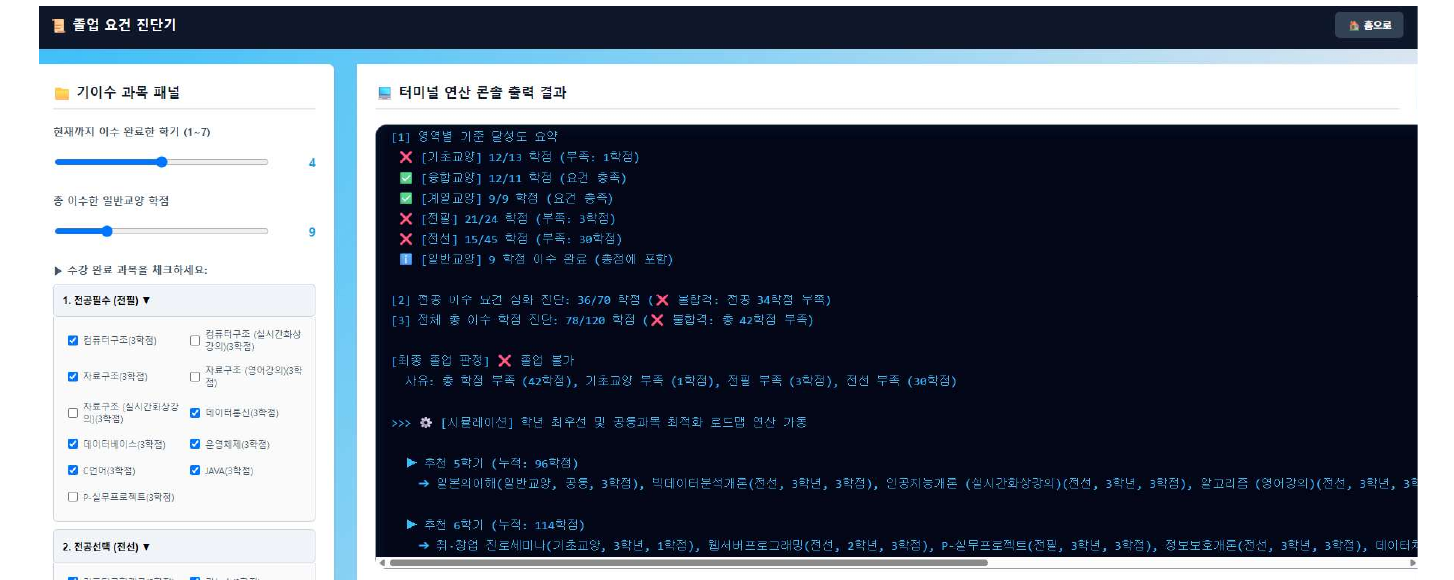 📜 졸업 요건 진단기
🏠 홈으로
📁 기이수 과목 패널
현재까지 이수 완료한 학기 (1~7)
4
총 이수한 일반교양 학점
9
▶ 수강 완료 과목을 체크하세요:
1. 전공필수 (전필) ▼
컴퓨터구조(3학점)
컴퓨터구조 (실시간화상강의)(3학점)
자료구조(3학점)
자료구조 (영어강의)(3학점)
자료구조 (실시간화상강의)(3학점)
데이터통신(3학점)
데이터베이스(3학점)
운영체제(3학점)
C언어(3학점)
JAVA(3학점)
P-실무프로젝트(3학점)
2. 전공선택 (전선) ▼
💻 터미널 연산 콘솔 출력 결과
[1] 영역별 기준 달성도 요약
❌ [기초교양] 12/13 학점 (부족: 1학점)
✅ [융합교양] 12/11 학점 (요건 충족)
✅ [계열교양] 9/9 학점 (요건 충족)
❌ [전필] 21/24 학점 (부족: 3학점)
❌ [전선] 15/45 학점 (부족: 30학점)
ℹ️ [일반교양] 9 학점 이수 완료 (총점에 포함)
[2] 전공 이수 요건 심화 진단: 36/70 학점 (❌ 불합격: 전공 34학점 부족)
[3] 전체 총 이수 학점 진단: 78/120 학점 (❌ 불합격: 총 42학점 부족)
[최종 졸업 판정] ❌ 졸업 불가
사유: 총 학점 부족 (42학점), 기초교양 부족 (1학점), 전필 부족 (3학점), 전선 부족 (30학점)
>>> ⚙️ [시뮬레이션] 학년 최우선 및 공통과목 최적화 로드맵 연산 가동
▶ 추천 5학기 (누적: 96학점)
➔ 일본의이해(일반교양, 공통, 3학점), 빅데이터분석개론(전선, 3학년, 3학점), 인공지능개론 (실시간화상강의)(전선, 3학년, 3학점), 알고리즘 (영어강의)(전선, 3학년, 3학
▶ 추천 6학기 (누적: 114학점)
➔ 취·창업 진로세미나(기초교양, 3학년, 1학점), 웹서버프로그래밍(전선, 2학년, 3학점), P-실무프로젝트(전필, 3학년, 3학점), 정보보호개론(전선, 3학년, 3학점), 데이터